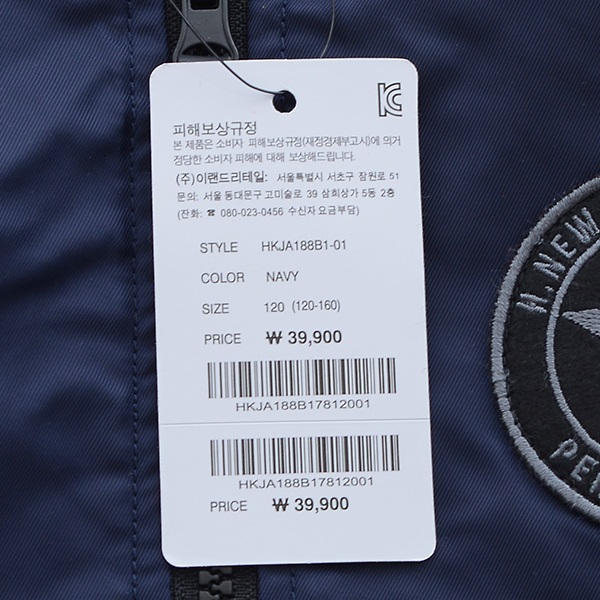 피해보상규정
본 제품은 소비자 피해보상규정(재정경제부고시)에 의거
정당한 소비자 피해에 대해 보상해드립니다.
(주)이랜드리테일: 서울특별시 서초구 잠원로 51
문의: 서울 동대문구 고미술로 39 삼희상가 5동 2층
(잔화: ☎ 080-023-0456 수신자 요금부담)
STYLE HKJA188B1-01
COLOR NAVY
SIZE 120 (120-160)
PRICE ₩ 39,900
HKJA188B17812001
HKJA188B17812001
PRICE ₩ 39,900
H. NEW